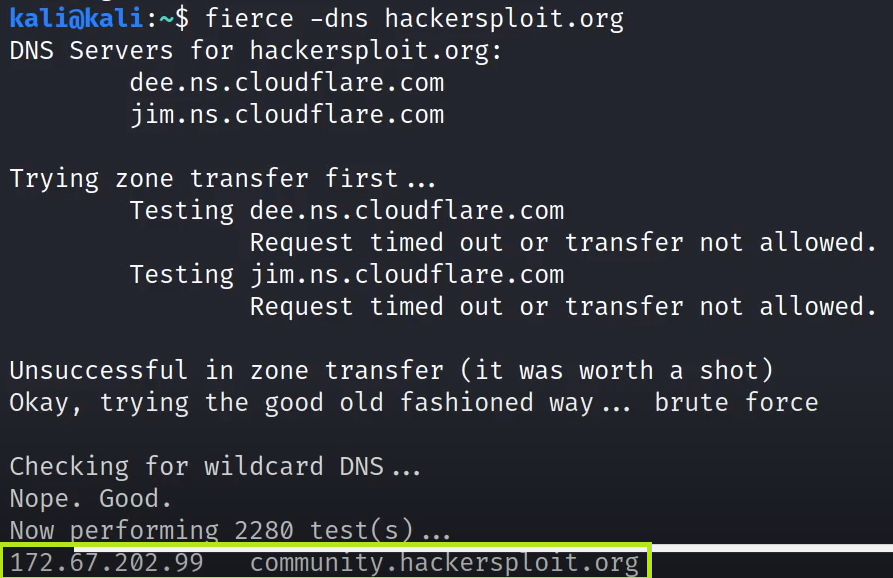 kali@kali:~$ fierce -dns hackersploit.org
DNS Servers for hackersploit.org:
dee.ns.cloudflare.com
jim.ns.cloudflare.com
Trying zone transfer first...
Testing dee.ns.cloudflare.com
Request timed out or transfer not allowed.
Testing jim.ns.cloudflare.com
Request timed out or transfer not allowed.
Unsuccessful in zone transfer (it was worth a shot)
Okay, trying the good old fashioned way... brute force
Checking for wildcard DNS...
Nope. Good.
Now performing 2280 test(s)...
172.67.202.99 community.hackersploit.org